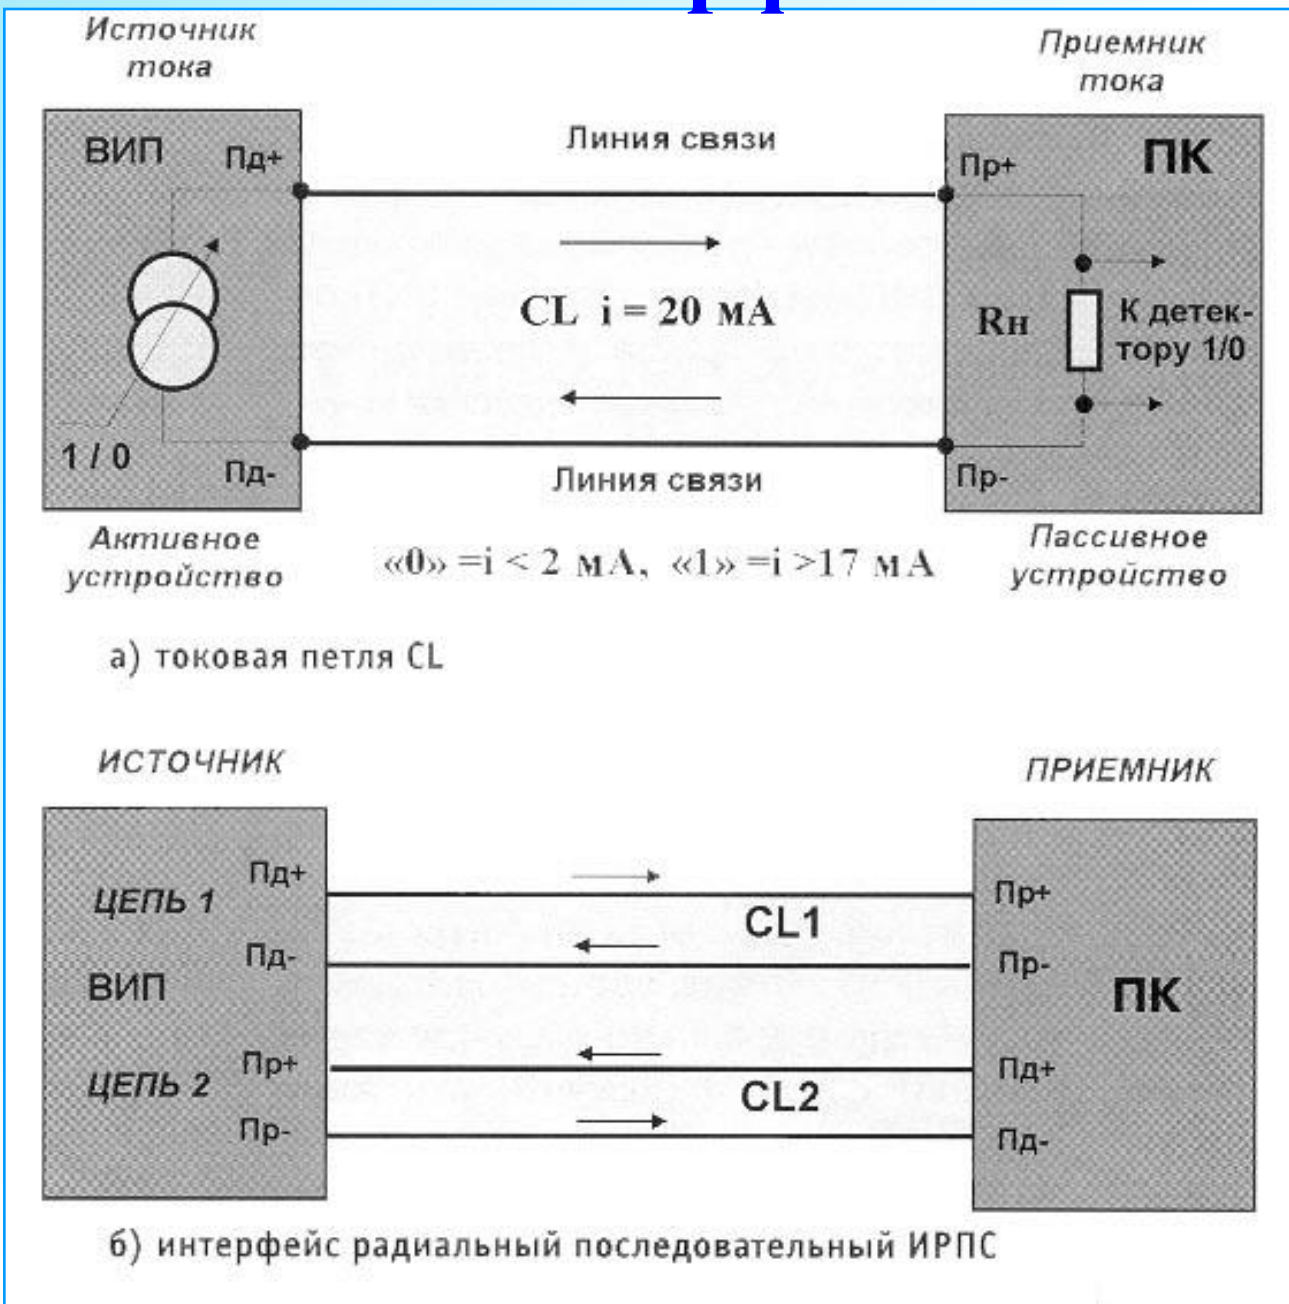 Источник
тока
Приемник
тока
ВИП
Пд+
Линия связи
Пр+
ПК
CL i = 20 мА
Rн
К детек-
тору 1/0
1 / 0
Пд-
Линия связи
Пр-
Активное
устройство
«0» =i < 2 мА, «1» =i >17 мА
Пассивное
устройство
а) токовая петля CL
ИСТОЧНИК
ПРИЕМНИК
Пд+
ЦЕПЬ 1
CL1
Пр+
Пд-
Пр-
ВИП
ПК
Пр+
ЦЕПЬ 2
CL2
Пд+
Пр-
Пд-
б) интерфейс радиальный последовательный ИРПС